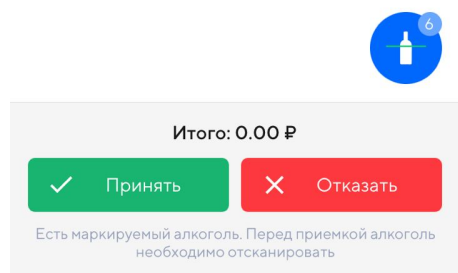 6
Итого: 0.00 ₽
Принять
Отказать
Есть маркируемый алкоголь. Перед приемкой алкоголь
необходимо отсканировать